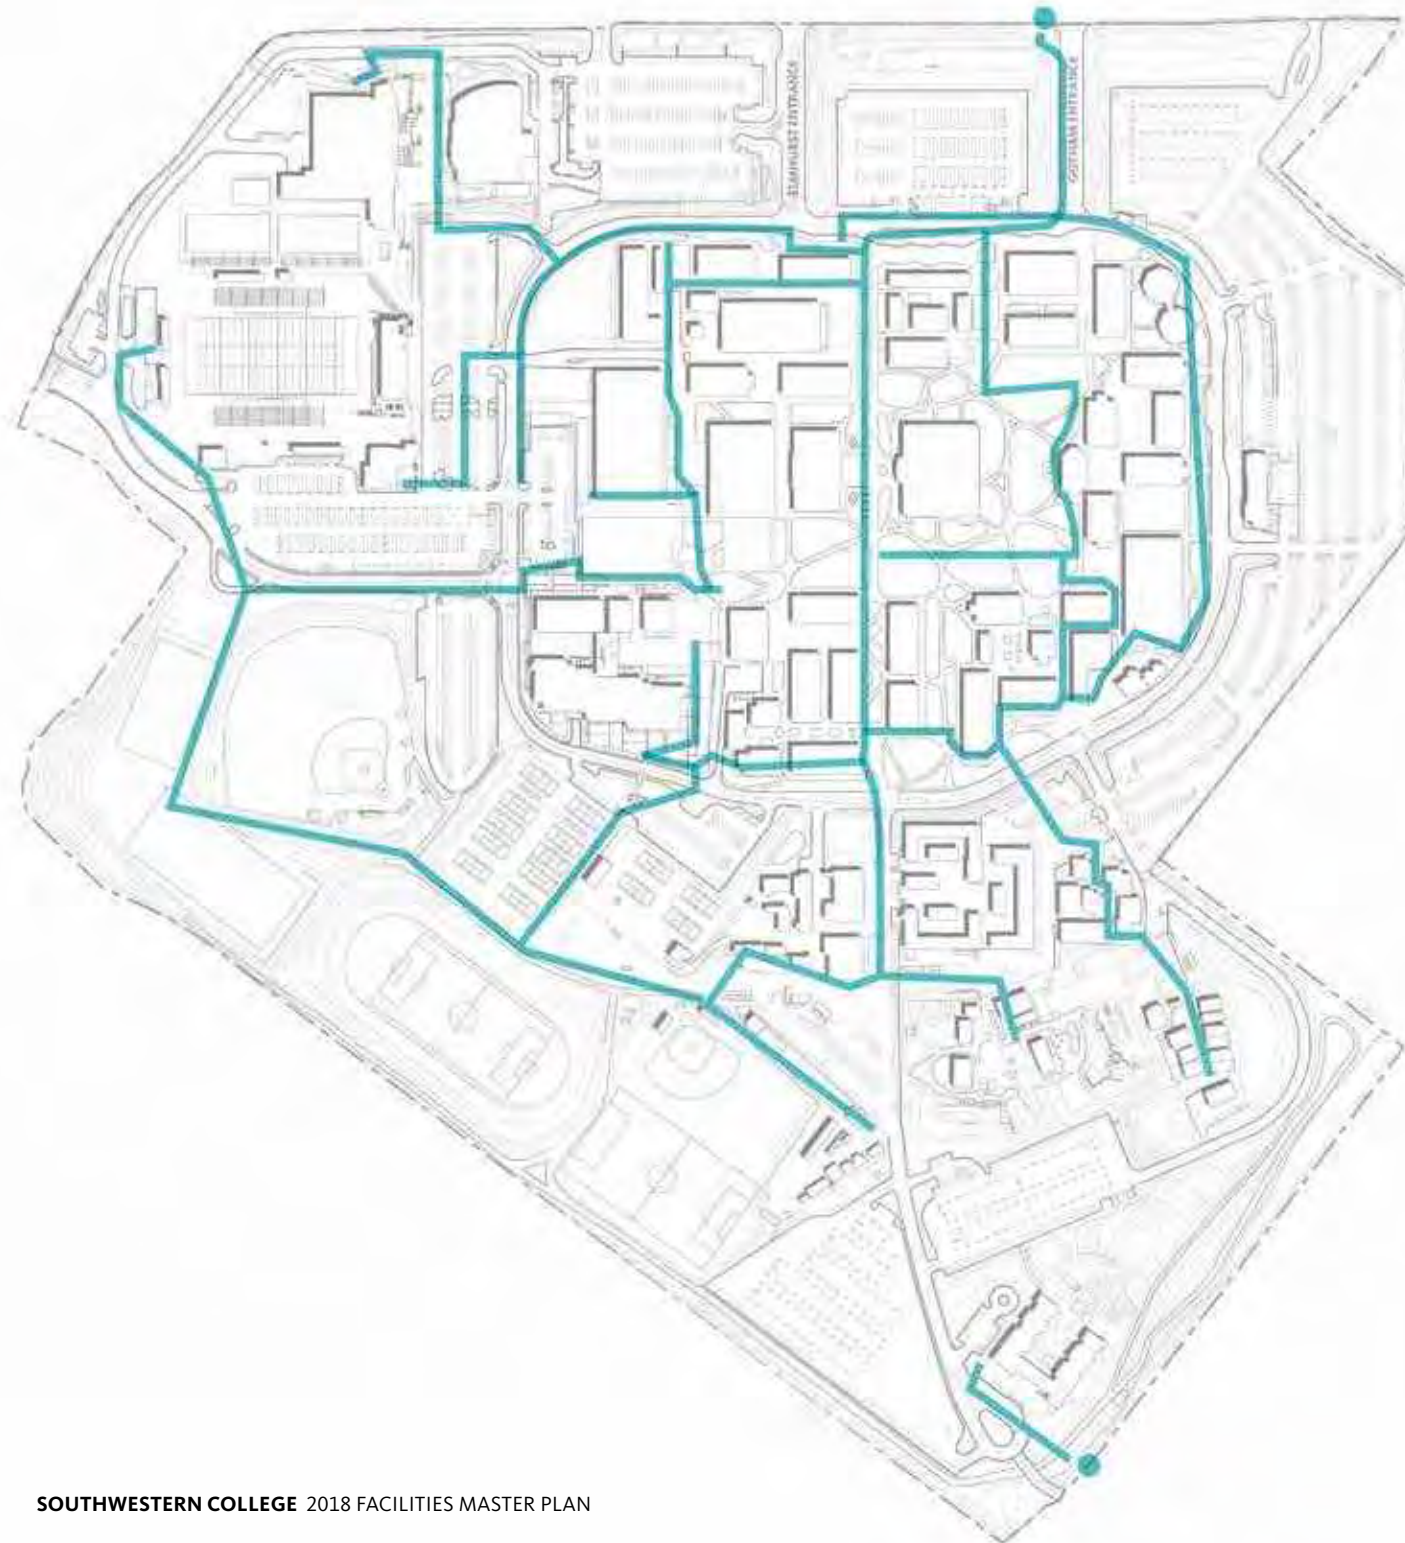 ELMHURST ENTRANCE
GOTHAM ENTRANCE
SOUTHWESTERN COLLEGE 2018 FACILITIES MASTER PLAN